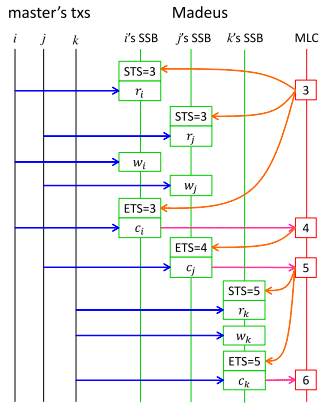 master's txs Madeus
i j k i's SSB j's SSB k's SSB MLC
STS=3
3
r_i
STS=3
r_j
w_i
w_j
ETS=3
c_i 4
ETS=4
c_j 5
STS=5
r_k
w_k
ETS=5
c_k 6